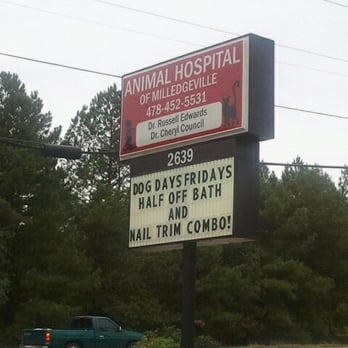 ANIMAL HOSPITAL
OF MILLEDGEVILLE
478-452-5531
Dr. Russell Edwards
Dr. Cheryl Council
2639
DOG DAYS FRIDAYS
HALF OFF BATH
AND
NAIL TRIM COMBO!